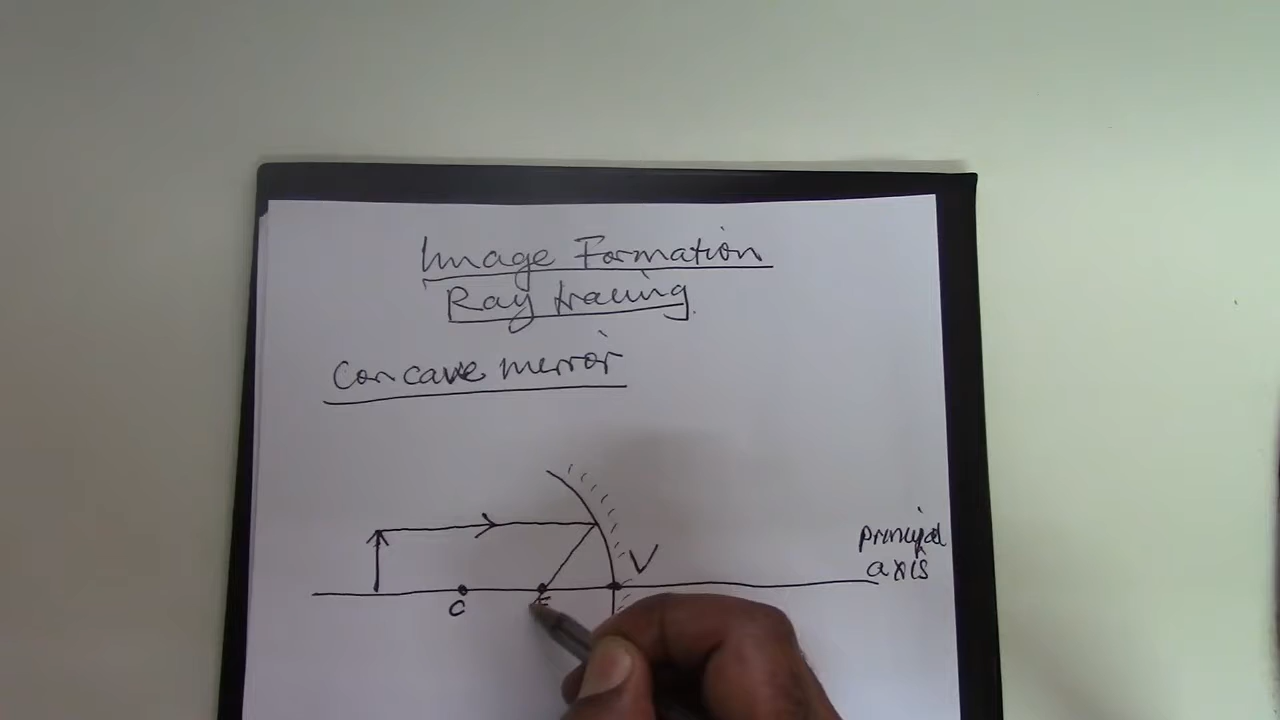 Image Formation
Ray tracing
Concave mirror
V
principal
axis
C
F